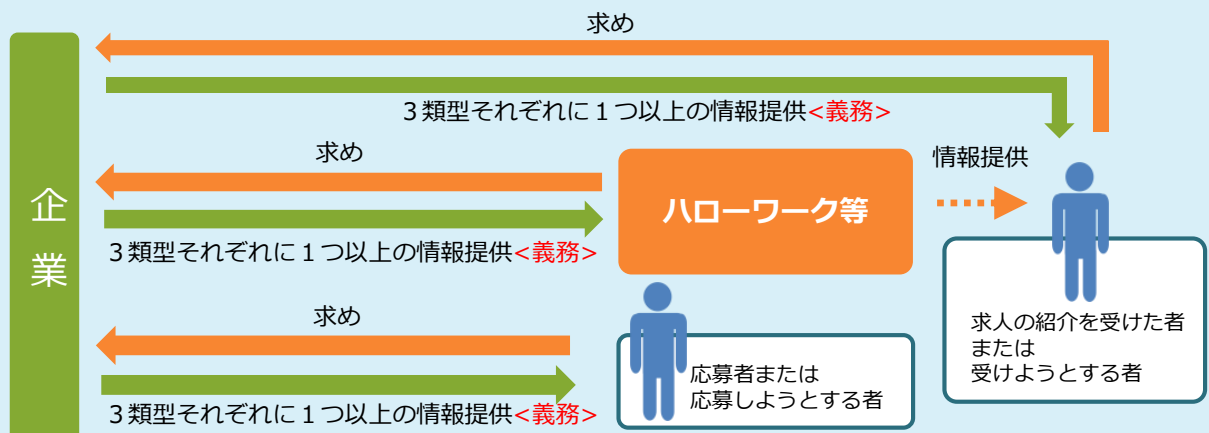 求め
３類型それぞれに１つ以上の情報提供<義務>
企業
求め
ハローワーク等
情報提供
３類型それぞれに１つ以上の情報提供<義務>
求人の紹介を受けた者
または
受けようとする者
求め
応募者または
応募しようとする者
３類型それぞれに１つ以上の情報提供<義務>